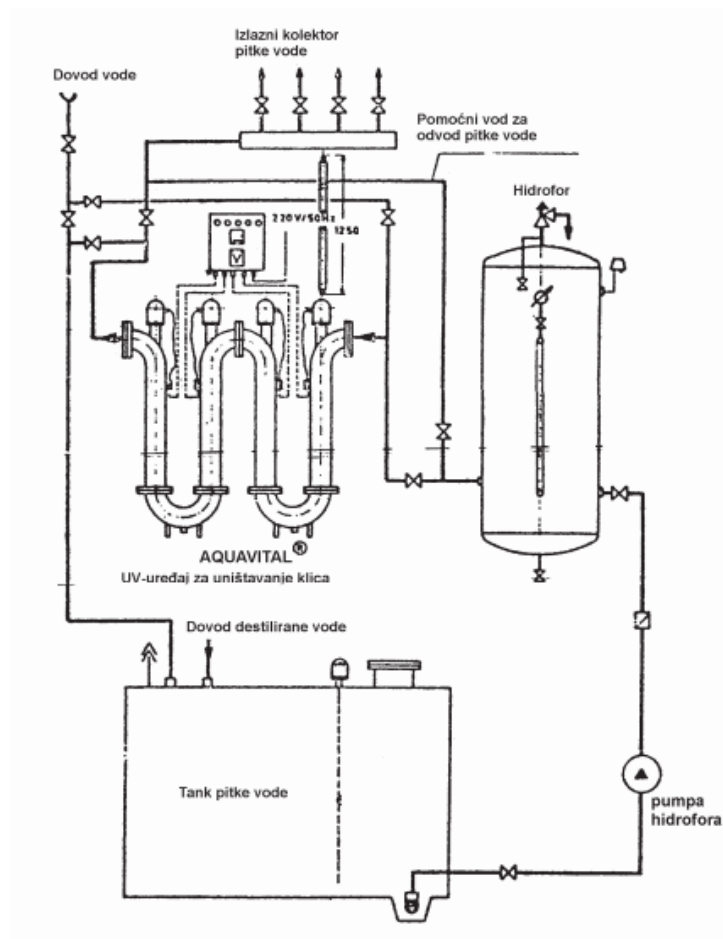 Izlazni kolektor
pitke vode
Dovod vode
Pomoćni vod za
odvod pitke vode
Hidrofor
220V/50Hz
1250
V
AQUAVITAL®
UV-uređaj za uništavanje klica
Dovod destilirane vode
Tank pitke vode
pumpa
hidrofora